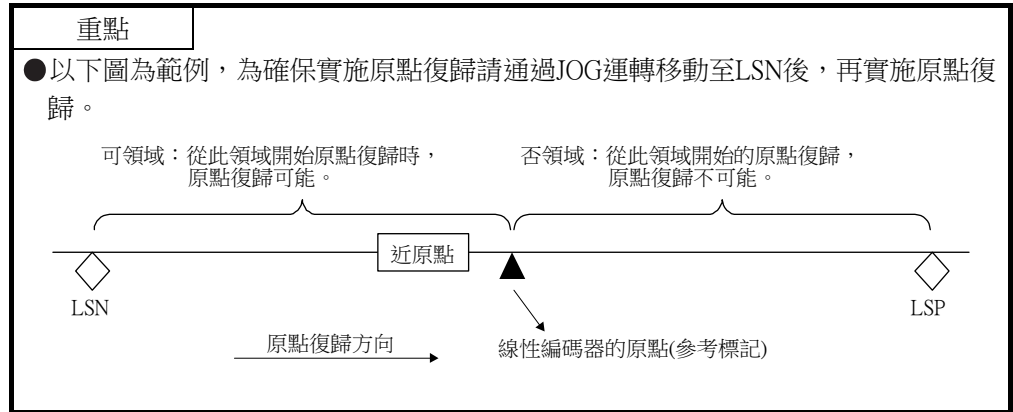 重點
●以下圖為範例，為確保實施原點復歸請通過JOG運轉移動至LSN後，再實施原點復
歸。
可領域：從此領域開始原點復歸時，
原點復歸可能。
否領域：從此領域開始的原點復歸，
原點復歸不可能。
近原點
LSN
LSP
原點復歸方向
線性編碼器的原點(參考標記)